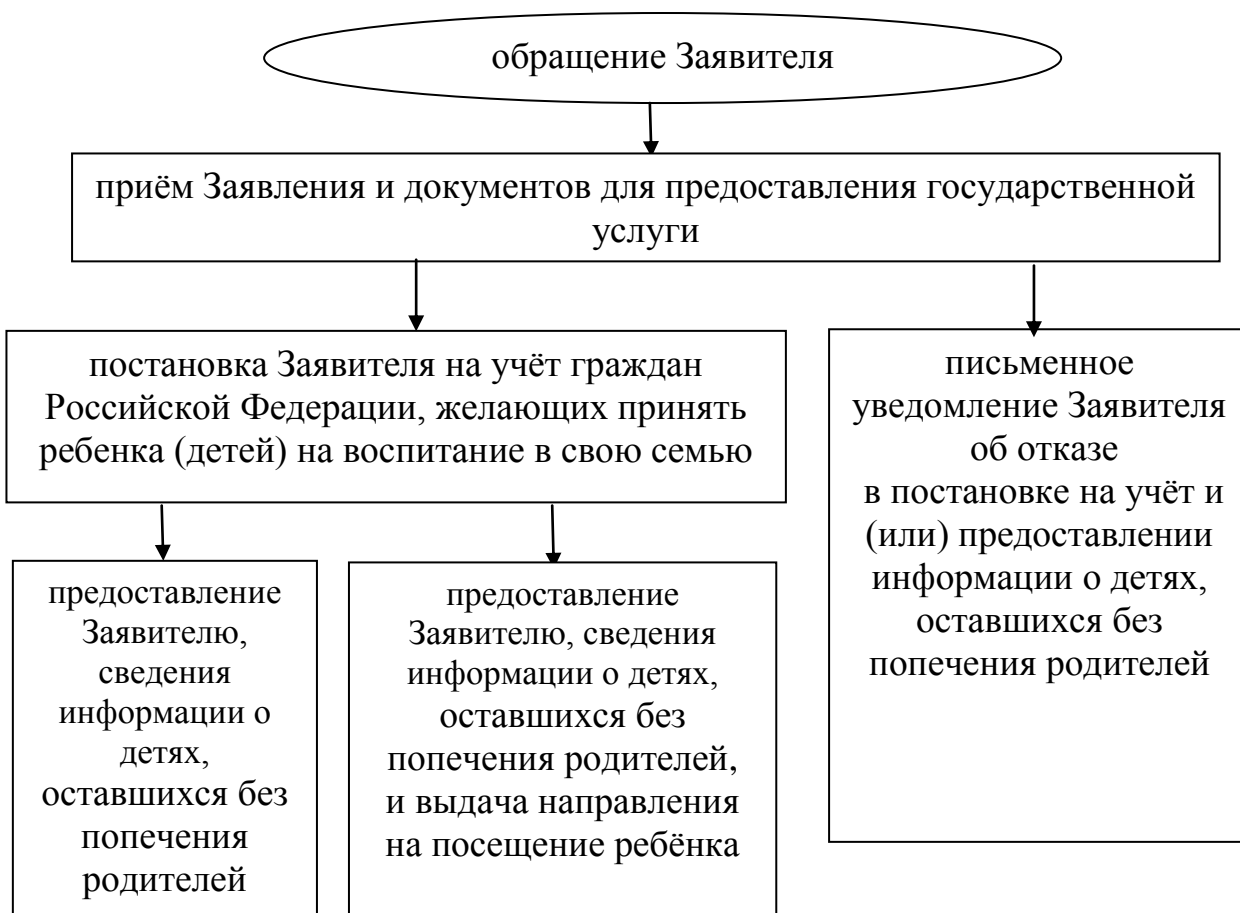 обращение Заявителя
приём Заявления и документов для предоставления государственной
услуги
постановка Заявителя на учёт граждан
Российской Федерации, желающих принять
ребенка (детей) на воспитание в свою семью
письменное
уведомление Заявителя
об отказе
в постановке на учёт и
(или) предоставлении
информации о детях,
оставшихся без
попечения родителей
предоставление
Заявителю,
сведения
информации о
детях,
оставшихся без
попечения
родителей
предоставление
Заявителю, сведения
информации о детях,
оставшихся без
попечения родителей,
и выдача направления
на посещение ребёнка